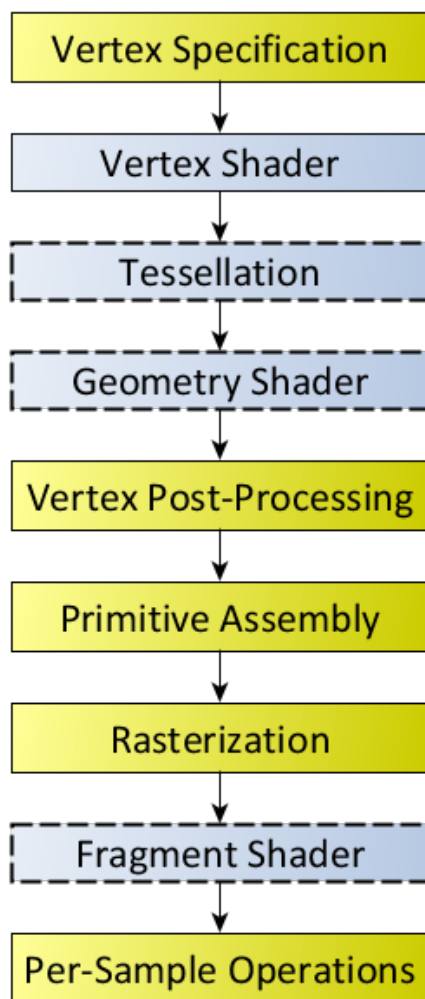 Vertex Specification
Vertex Shader
Tessellation
Geometry Shader
Vertex Post-Processing
Primitive Assembly
Rasterization
Fragment Shader
Per-Sample Operations